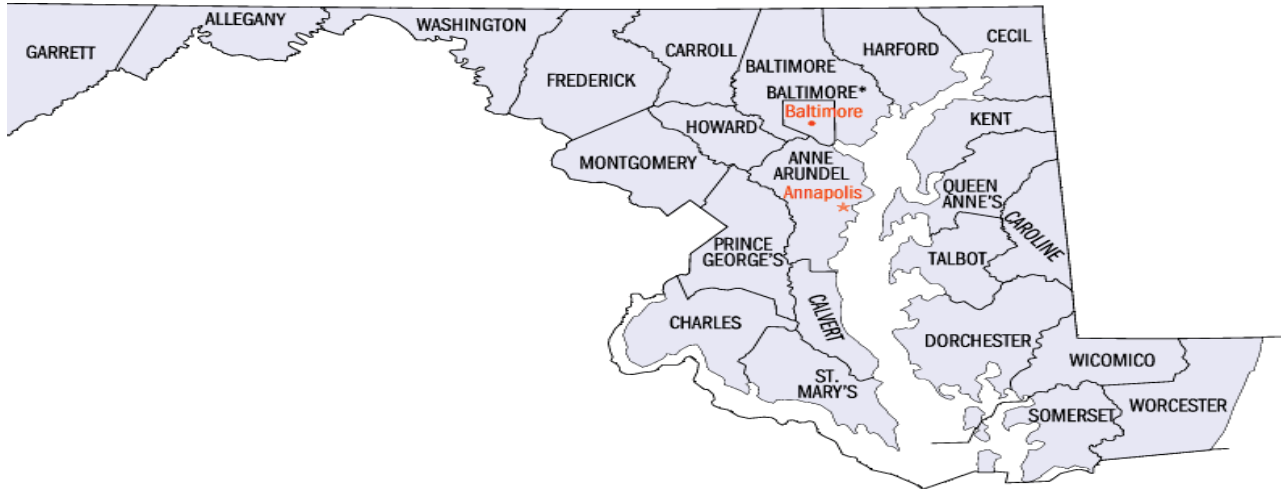 ALLEGANY
WASHINGTON
GARRETT
CARROLL
HARFORD
CECIL
FREDERICK
BALTIMORE
BALTIMORE*
Baltimore
HOWARD
KENT
MONTGOMERY
ANNE
ARUNDEL
Annapolis
*
QUEEN
ANNE'S
CAROLINE
PRINCE
GEORGE'S
TALBOT
CHARLES
CALVERT
DORCHESTER
WICOMICO
ST.
MARY'S
SOMERSET
WORCESTER